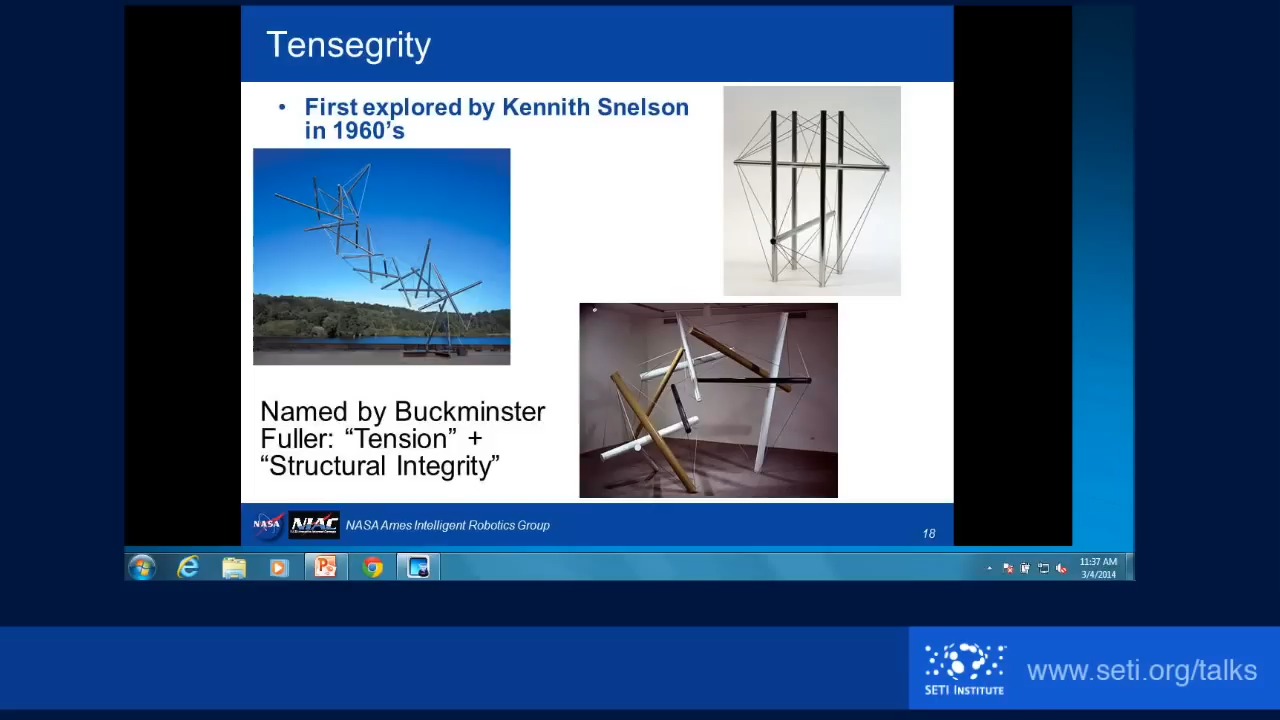 Tensegrity
• First explored by Kennith Snelson
in 1960's
Named by Buckminster
Fuller: “Tension” +
“Structural Integrity”
NASA
NIAC
NASA Ames Intelligent Robotics Group
18
11:37 AM
3/4/2014
SETI INSTITUTE
www.seti.org/talks